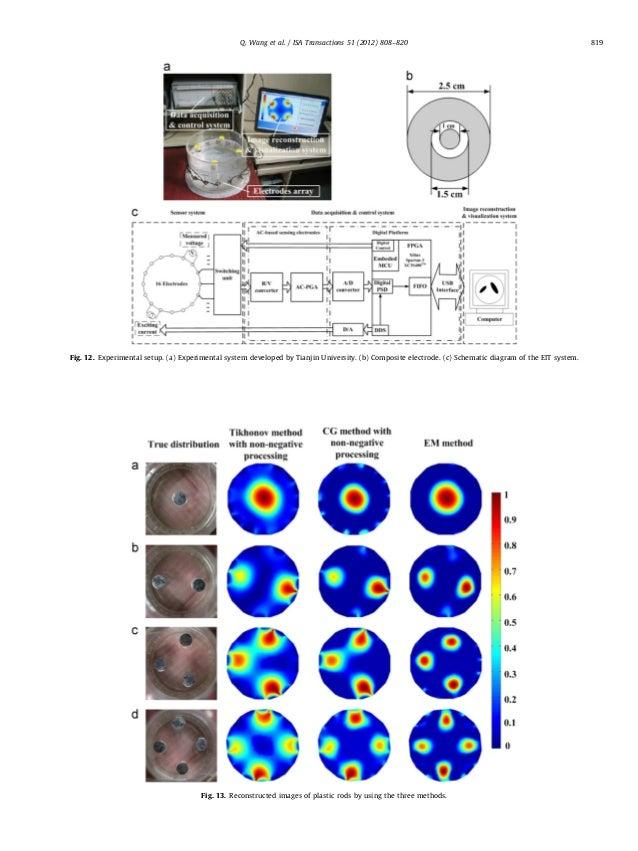 Q. Wang et al. / ISA Transactions 51 (2012) 808–820
819
a
Data acquisition
& control system
Image reconstruction
& visualization system
Electrodes array
b
2.5 cm
1 cm
1.5 cm
c
Sensor system
Data acquisition & control system
Image reconstruction
& visualization system
Measured
voltage
16 Electrodes
Exciting
current
Switching
unit
AC-based sensing electronics
R/V
converter
AC-PGA
Digital Platform
A/D
converter
Digital
Control
Embeded
MCU
FPGA
Digital
PSD
FIFO
D/A
DDS
USB
Interface
Computer
Fig. 12. Experimental setup. (a) Experimental system developed by Tianjin University. (b) Composite electrode. (c) Schematic diagram of the EIT system.
True distribution
Tikhonov method
with non-negative
processing
CG method with
non-negative
processing
EM method
a
b
c
d
1
0.9
0.8
0.7
0.6
0.5
0.4
0.3
0.2
0.1
0
Fig. 13. Reconstructed images of plastic rods by using the three methods.